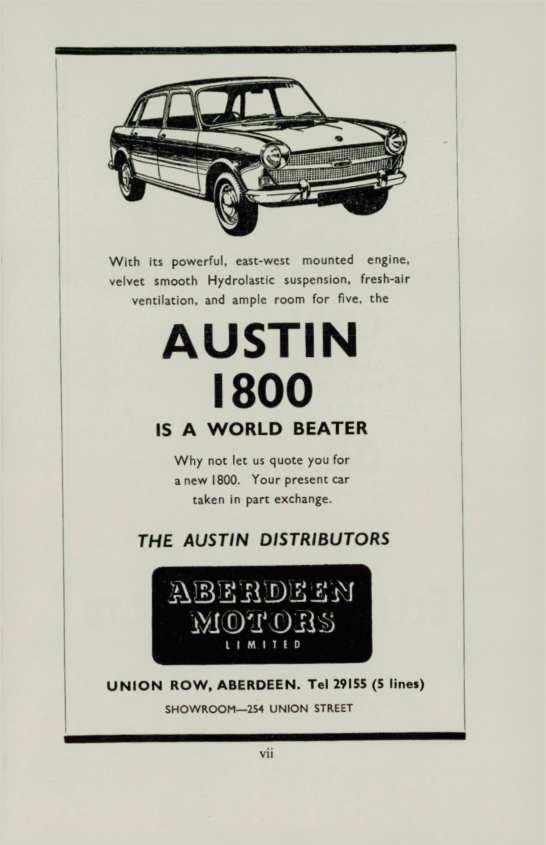 With its powerful, east-west mounted engine,
velvet smooth Hydrolastic suspension, fresh-air
ventilation, and ample room for five, the
AUSTIN
1800
IS A WORLD BEATER
Why not let us quote you for
a new 1800. Your present car
taken in part exchange.
THE AUSTIN DISTRIBUTORS
ABERDEEN
MOTORS
LIMITED
UNION ROW, ABERDEEN. Tel 29155 (5 lines)
SHOWROOM—254 UNION STREET
vii